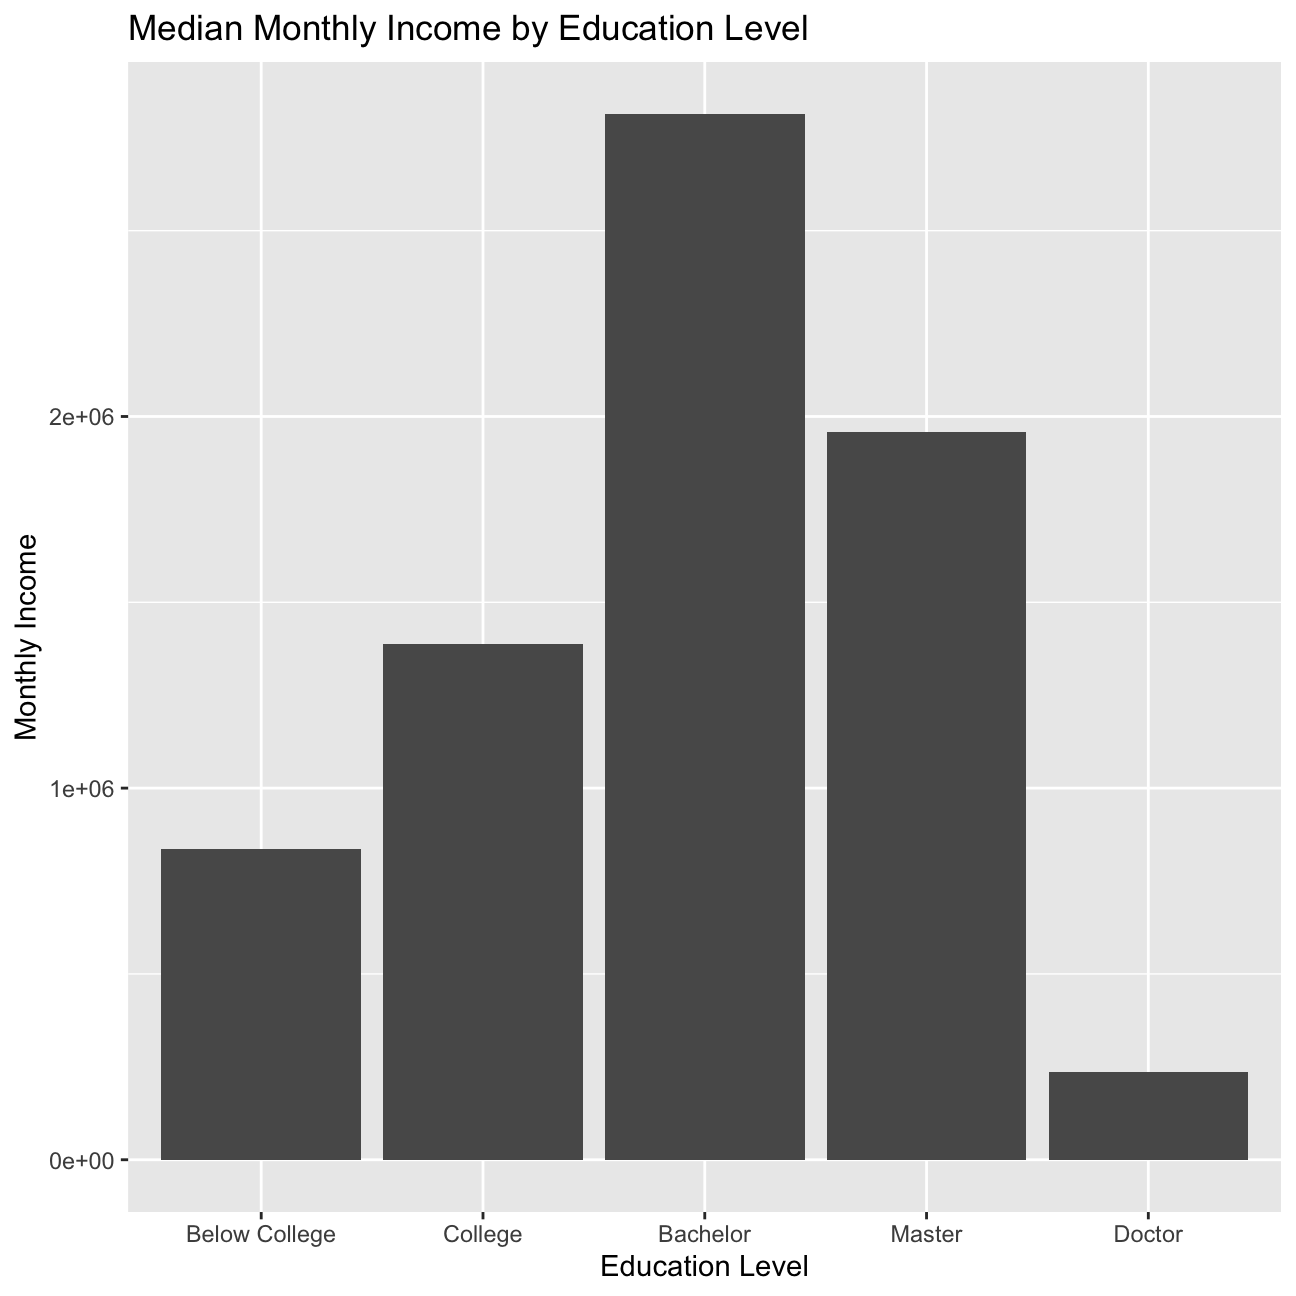 Median Monthly Income by Education Level
Monthly Income
2e+06
1e+06
0e+00
Below College
College
Bachelor
Master
Doctor
Education Level